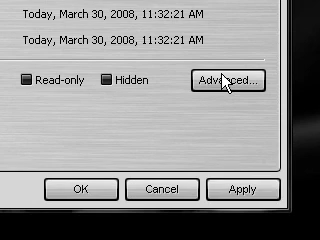 Today, March 30, 2008, 11:32:21 AM
Today, March 30, 2008, 11:32:21 AM
Read-only Hidden Advanced...
OK Cancel Apply